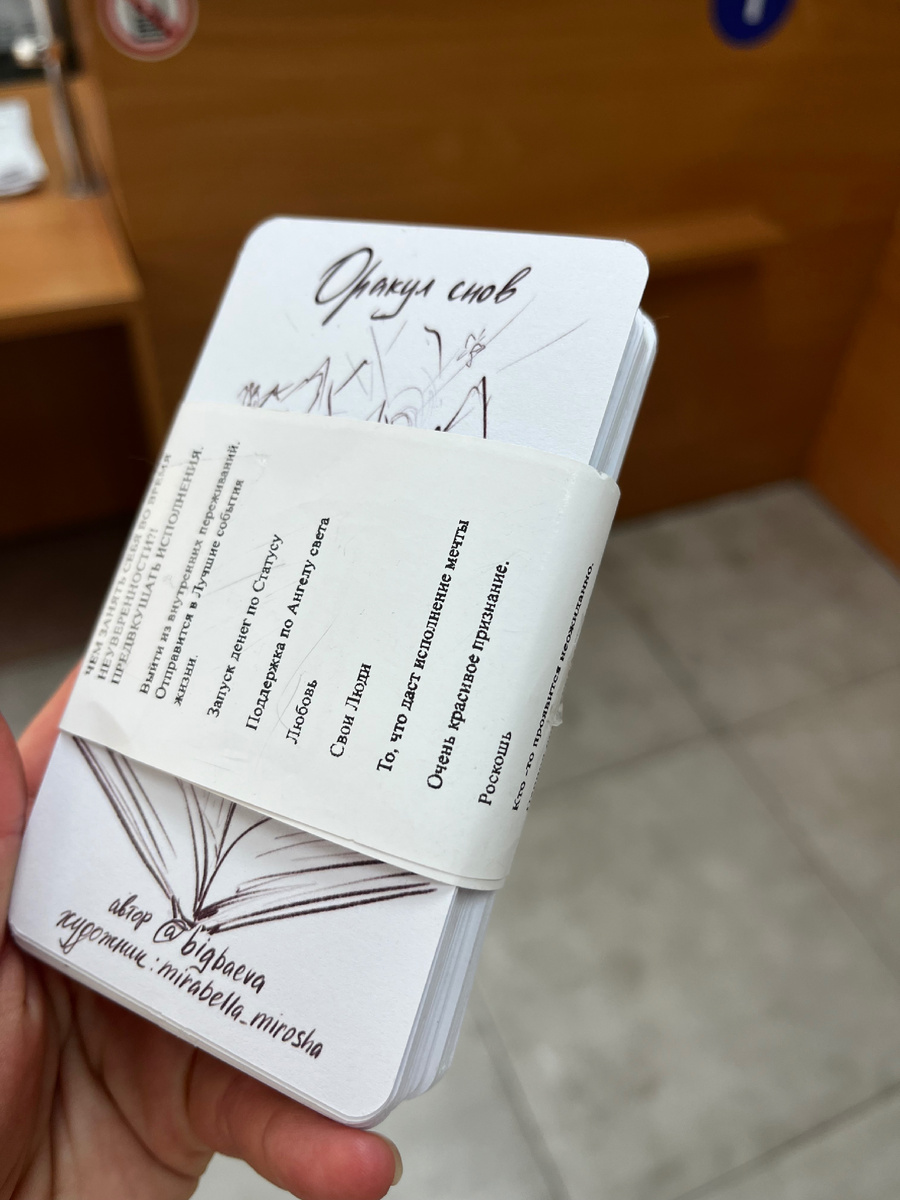 Оракул снов
ЧЕМ ЗАНЯТЬ СЕБЯ ВО ВРЕМЯ
НЕУВЕРЕННОСТИ?!
ПРЕДВКУШАТЬ ИСПОЛНЕНИЯ.
Выйти из внутренних переживаний.
Отправится в Лучшие события
жизни.
Запуск денег по Статусу
Поддержка по Ангелу света
Любовь
Свои Люди
То, что даст исполнение мечты
Очень красивое признание.
Роскошь
Кто -то проявится неожиданно.
автор @bigbaeva
художник: mirabella_mirosha